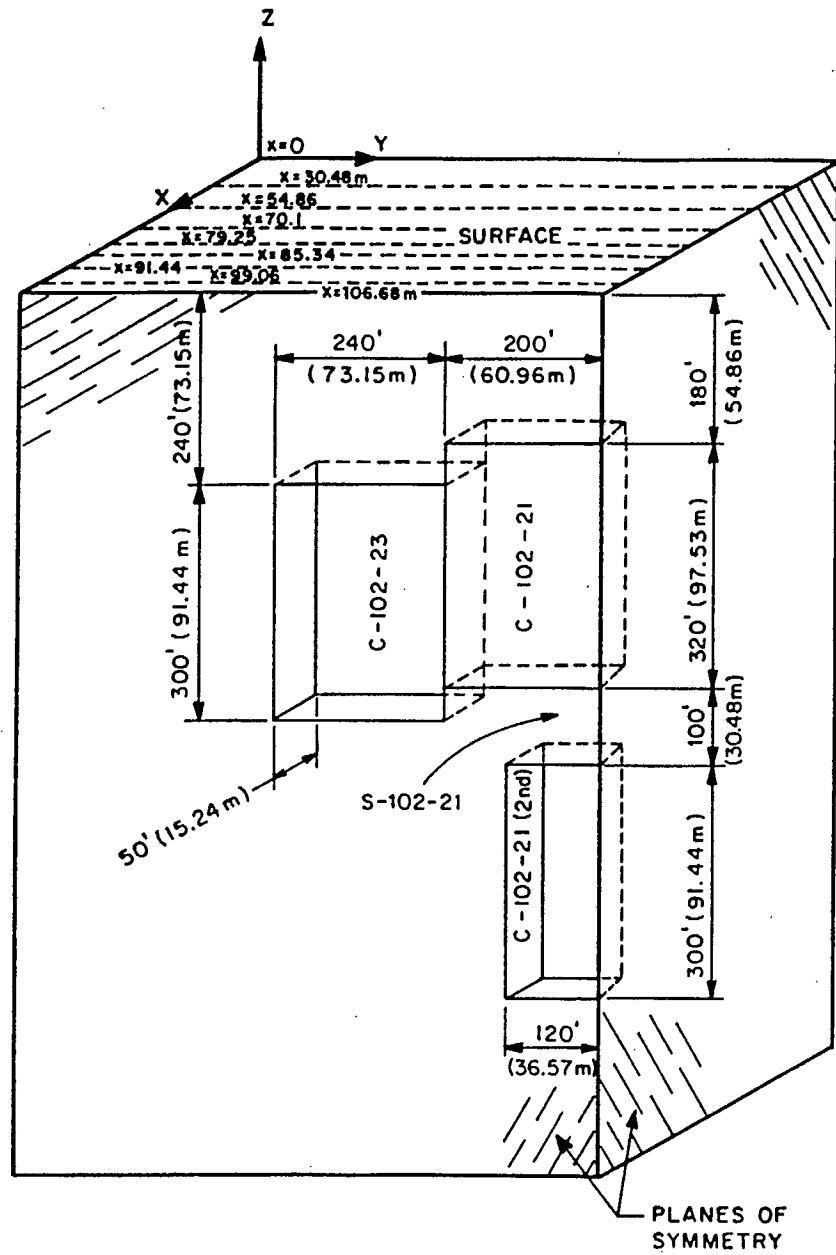 Z
X=0
Y
X
X=30.48m
X=54.86
X=70.1
X=79.25
SURFACE
X=85.34
X=91.44
X=99.06
X=106.68m
240'
(73.15m)
200'
(60.96m)
240'(73.15m)
180'
(54.86m)
C-102-23
C-102-21
300'(91.44 m)
320'(97.53m)
100'
(30.48m)
50'(15.24m)
S-102-21
C-102-21 (2nd)
300'(91.44m)
120'
(36.57m)
PLANES OF
SYMMETRY